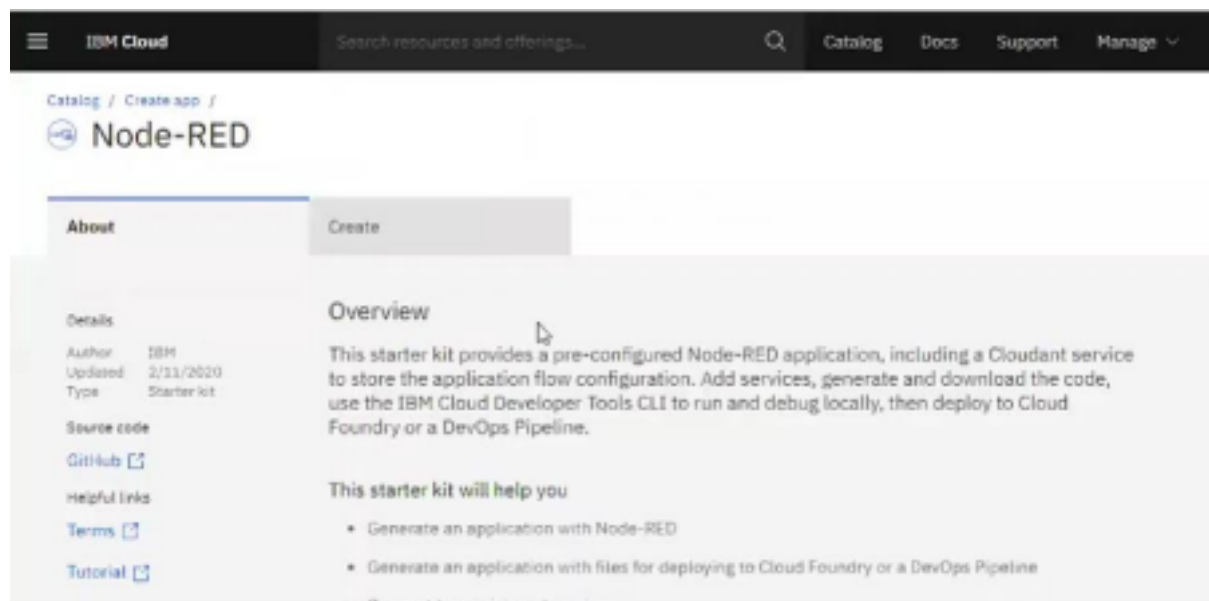 IBM Cloud
Search resources and offerings...
Catalog
Docs
Support
Manage
Catalog / Create app /
Node-RED
About
Create
Details
Author IBM
Updated 2/11/2020
Type Starter kit
Source code
GitHub
Helpful links
Terms
Tutorial
Overview
This starter kit provides a pre-configured Node-RED application, including a Cloudant service
to store the application flow configuration. Add services, generate and download the code,
use the IBM Cloud Developer Tools CLI to run and debug locally, then deploy to Cloud
Foundry or a DevOps Pipeline.
This starter kit will help you
• Generate an application with Node-RED
• Generate an application with files for deploying to Cloud Foundry or a DevOps Pipeline